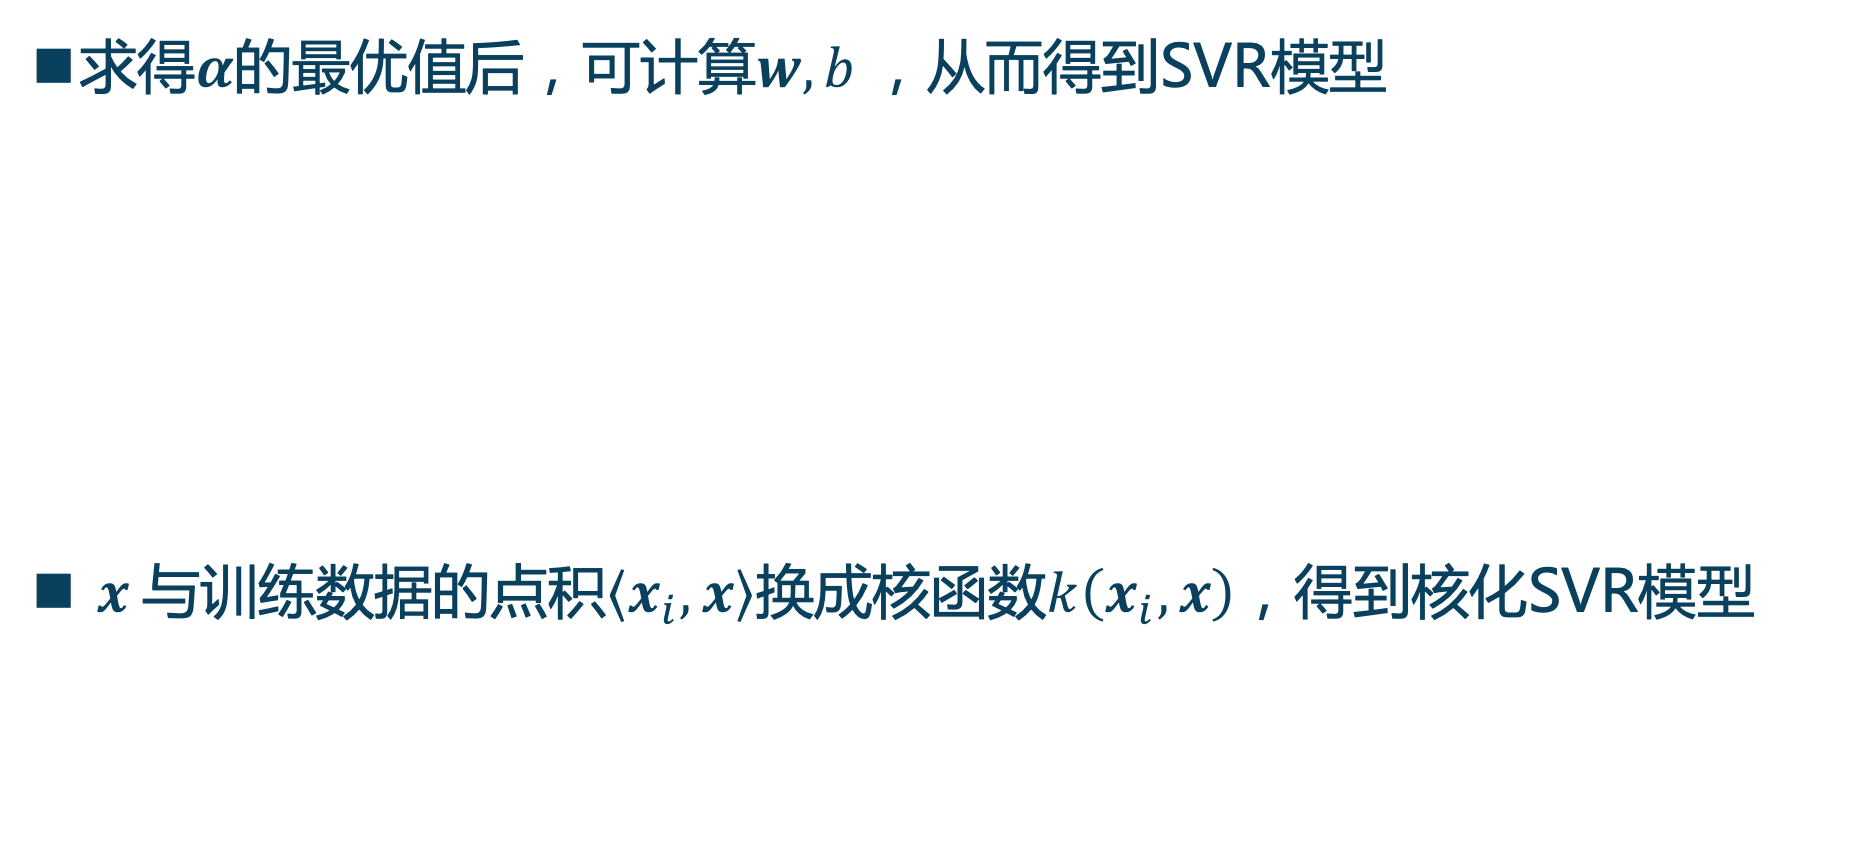 ■求得𝜶的最优值后，可计算𝒘, 𝑏 ，从而得到SVR模型
■ 𝒙 与训练数据的点积⟨𝒙ᵢ, 𝒙⟩换成核函数𝑘(𝒙ᵢ, 𝒙)，得到核化SVR模型